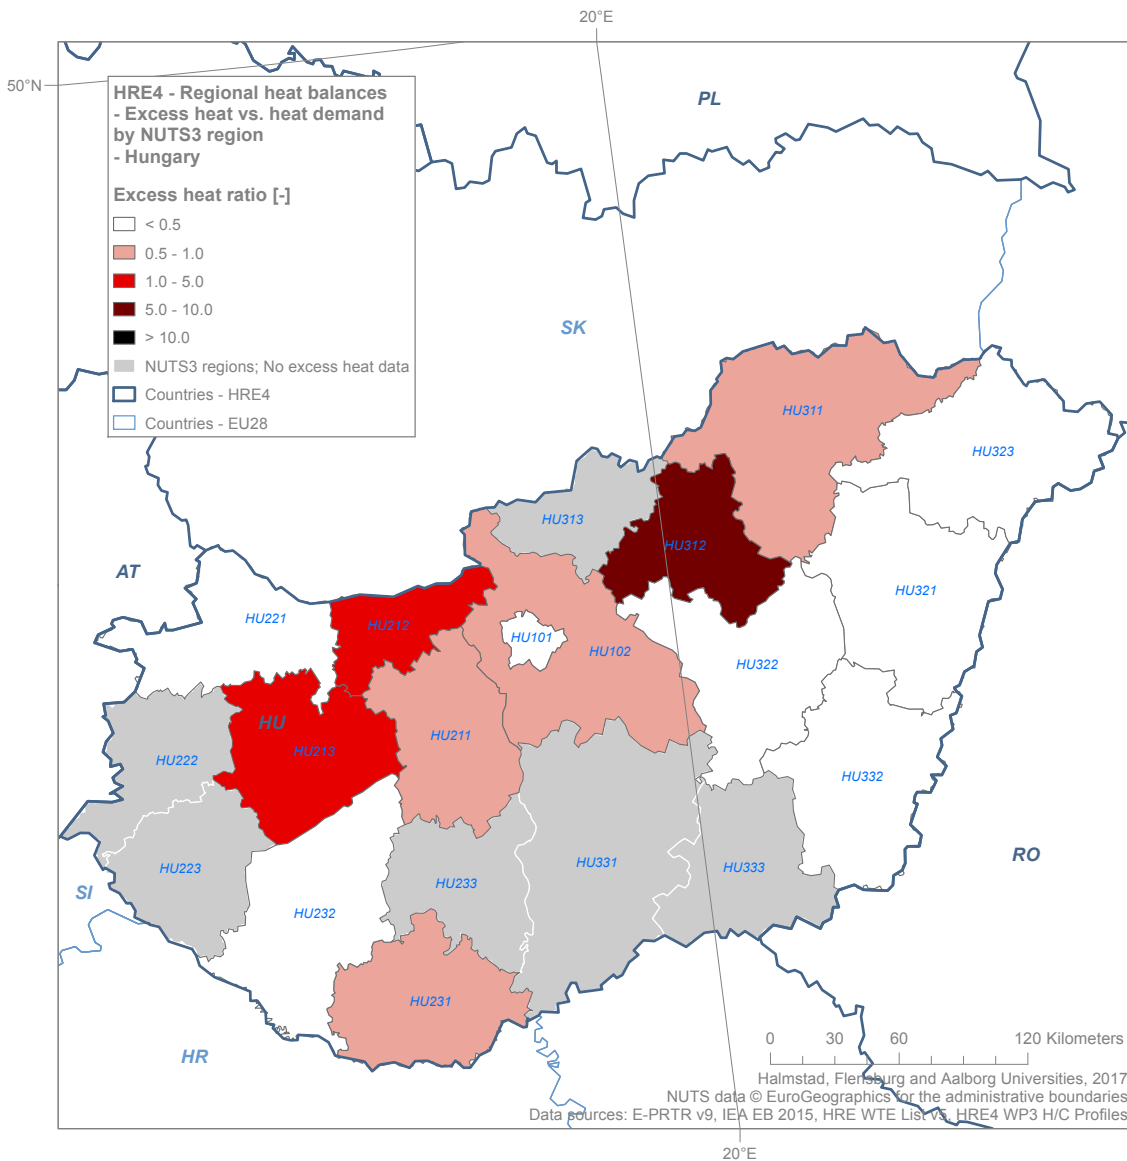 20°E
50°N
HRE4 - Regional heat balances
- Excess heat vs. heat demand
by NUTS3 region
- Hungary
Excess heat ratio [-]
< 0.5
0.5 - 1.0
1.0 - 5.0
5.0 - 10.0
> 10.0
NUTS3 regions; No excess heat data
Countries - HRE4
Countries - EU28
PL
SK
HU311
HU323
HU313
HU312
AT
HU321
HU221
HU212
HU101
HU102
HU322
HU
HU211
HU213
HU222
HU332
HU331
RO
HU223
HU333
HU233
SI
HU232
HU231
HR
0 30 60 120 Kilometers
Halmstad, Flensburg and Aalborg Universities, 2017
NUTS data © EuroGeographics for the administrative boundaries
Data sources: E-PRTR v9, IEA EB 2015, HRE WTE List v5, HRE4 WP3 H/C Profiles
20°E